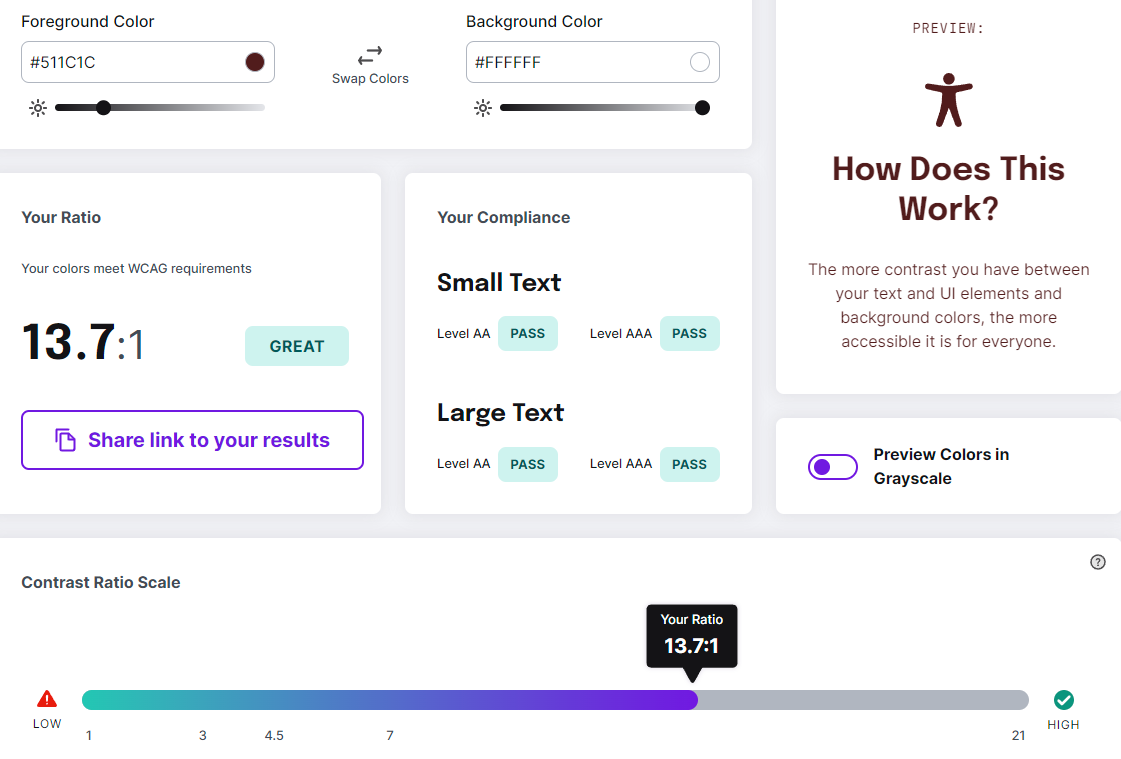 Foreground Color
#511C1C
Swap Colors
Background Color
#FFFFFF
PREVIEW:
How Does This
Work?
The more contrast you have between
your text and UI elements and
background colors, the more
accessible it is for everyone.
Your Ratio
Your colors meet WCAG requirements
13.7:1
GREAT
Share link to your results
Your Compliance
Small Text
Level AA PASS Level AAA PASS
Large Text
Level AA PASS Level AAA PASS
Preview Colors in
Grayscale
Contrast Ratio Scale
?
Your Ratio
13.7:1
LOW
HIGH
1 3 4.5 7 21